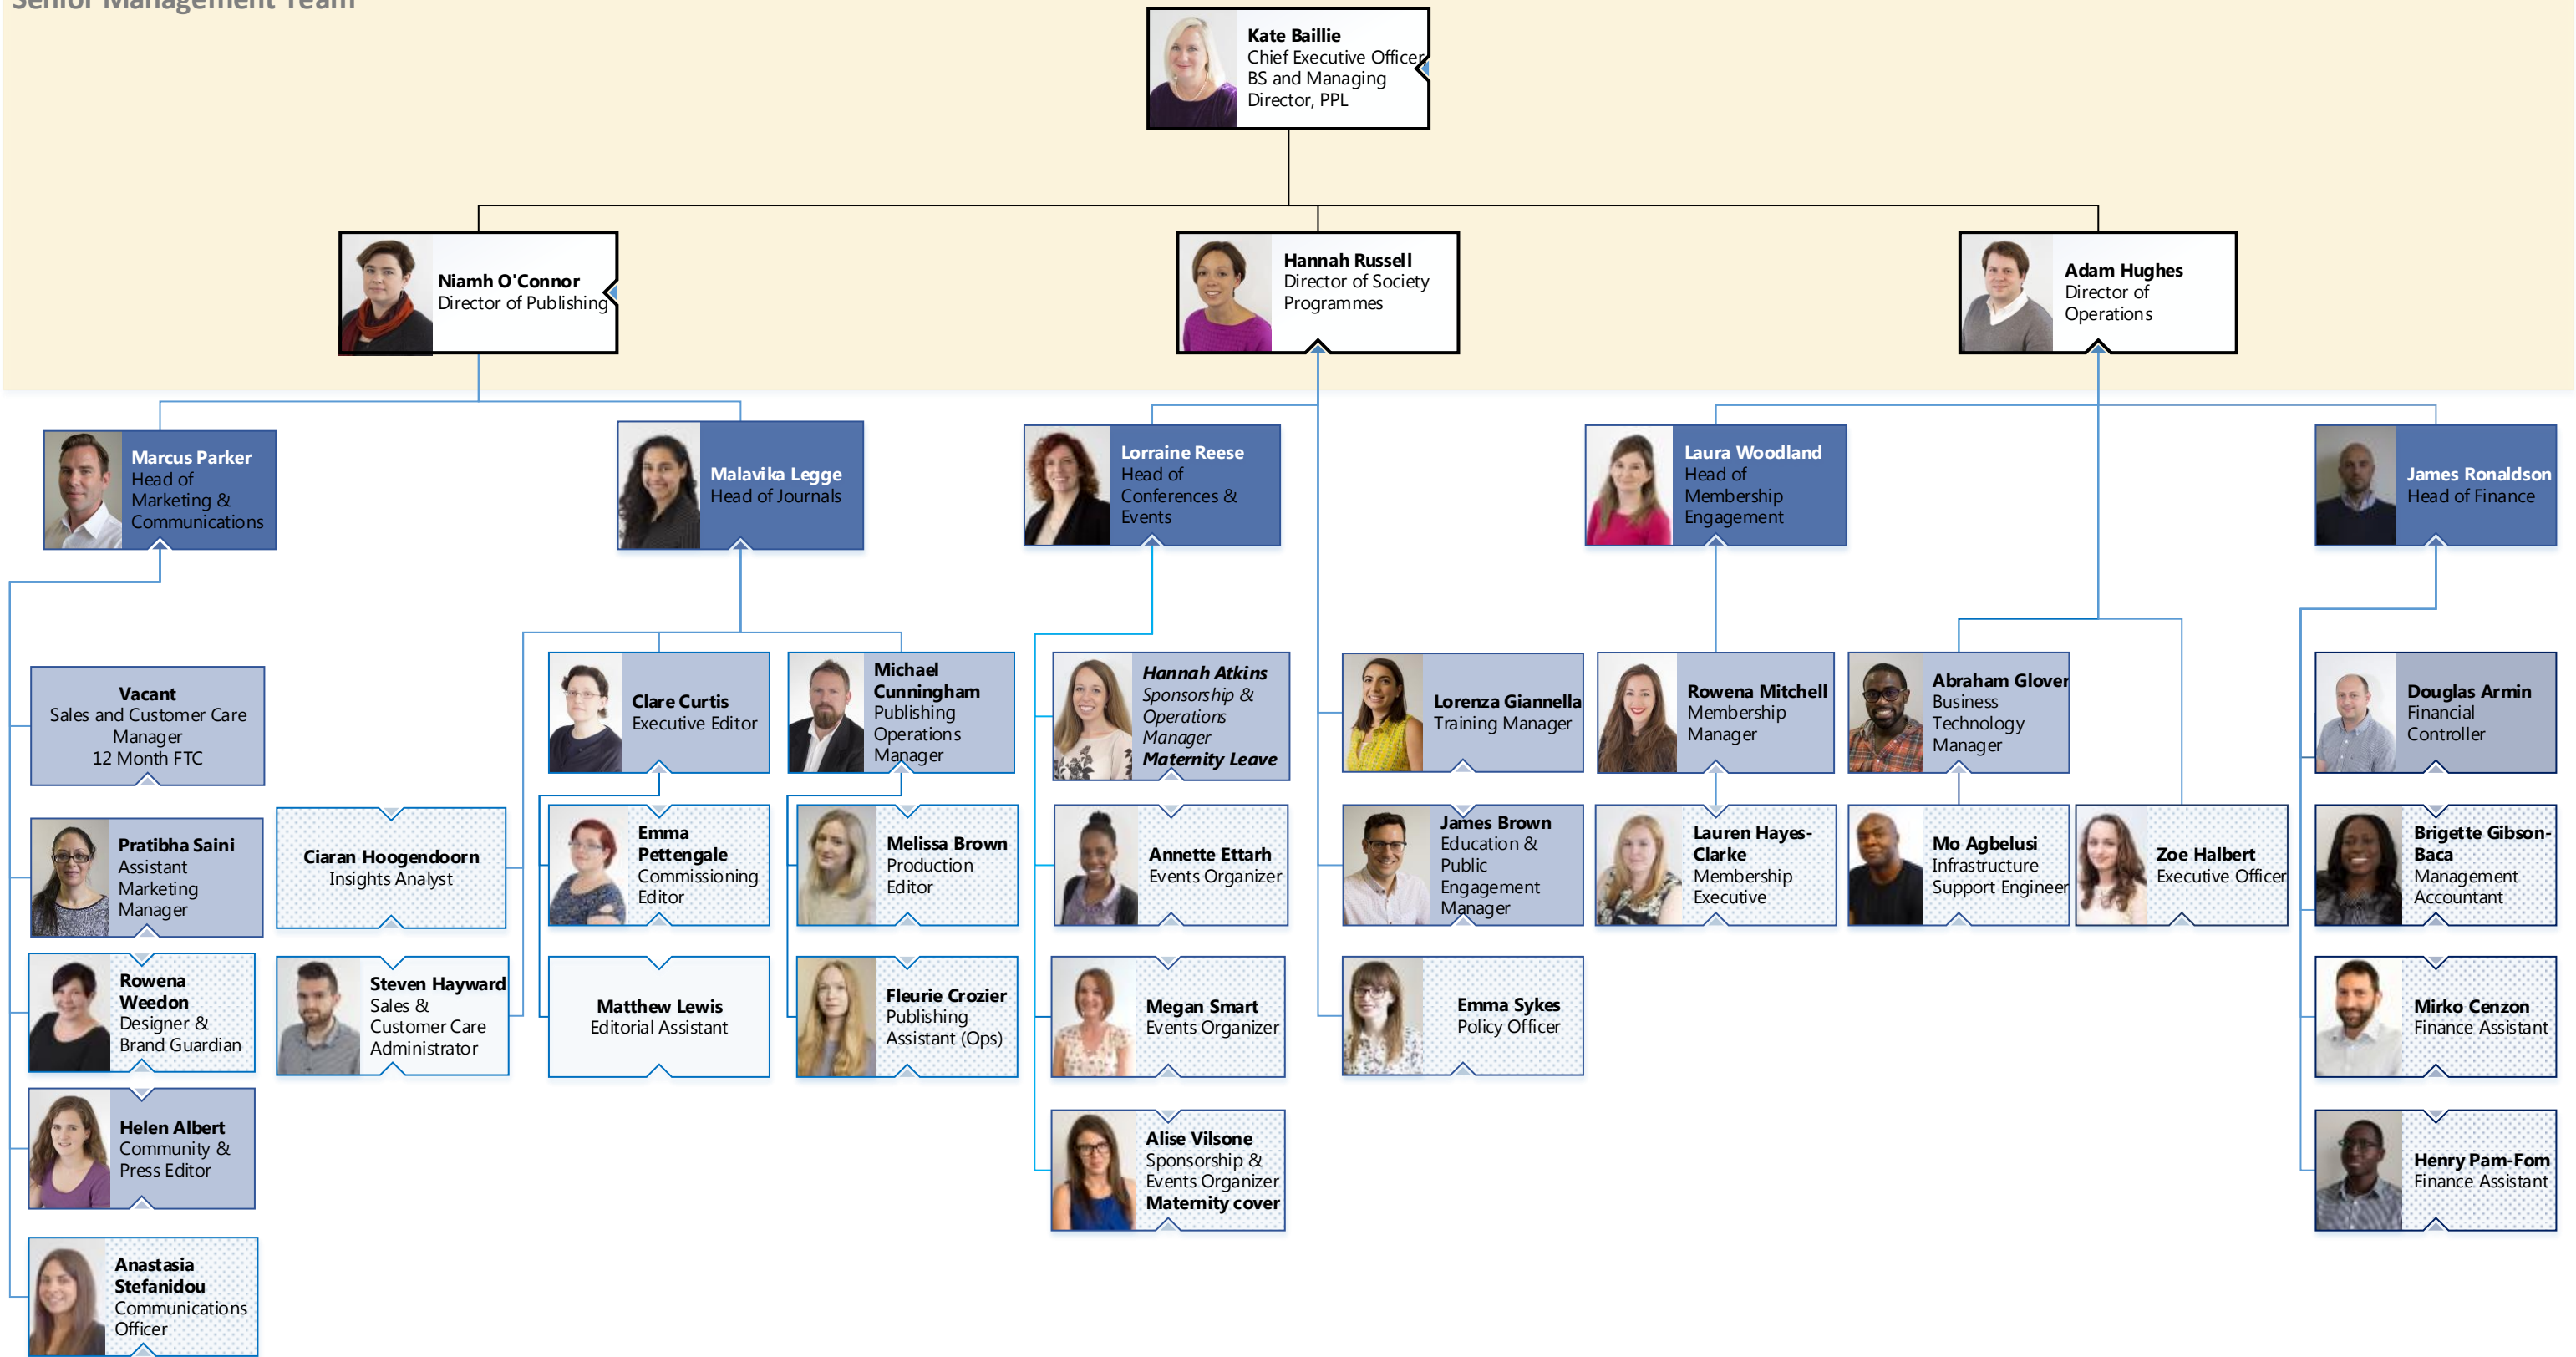 Senior Management Team
Kate Baillie
Chief Executive Officer
BS and Managing
Director, PPL
Niamh O'Connor
Director of Publishing
Hannah Russell
Director of Society
Programmes
Adam Hughes
Director of
Operations
Marcus Parker
Head of
Marketing &
Communications
Malavika Legge
Head of Journals
Lorraine Reese
Head of
Conferences &
Events
Laura Woodland
Head of
Membership
Engagement
James Ronaldson
Head of Finance
Vacant
Sales and Customer Care
Manager
12 Month FTC
Clare Curtis
Executive Editor
Michael
Cunningham
Publishing
Operations
Manager
Hannah Atkins
Sponsorship &
Operations
Manager
Maternity Leave
Lorenza Giannella
Training Manager
Rowena Mitchell
Membership
Manager
Abraham Glover
Business
Technology
Manager
Douglas Armin
Financial
Controller
Pratibha Saini
Assistant
Marketing
Manager
Ciaran Hoogendoorn
Insights Analyst
Emma
Pettengale
Commissioning
Editor
Melissa Brown
Production
Editor
Annette Ettarh
Events Organizer
James Brown
Education &
Public
Engagement
Manager
Lauren Hayes-
Clarke
Membership
Executive
Mo Agbelusi
Infrastructure
Support Engineer
Zoe Halbert
Executive Officer
Brigette Gibson-
Baca
Management
Accountant
Rowena
Weedon
Designer &
Brand Guardian
Steven Hayward
Sales &
Customer Care
Administrator
Matthew Lewis
Editorial Assistant
Fleurie Crozier
Publishing
Assistant (Ops)
Megan Smart
Events Organizer
Emma Sykes
Policy Officer
Mirko Cenzon
Finance Assistant
Helen Albert
Community &
Press Editor
Alise Vilsone
Sponsorship &
Events Organizer
Maternity cover
Henry Pam-Fom
Finance Assistant
Anastasia
Stefanidou
Communications
Officer